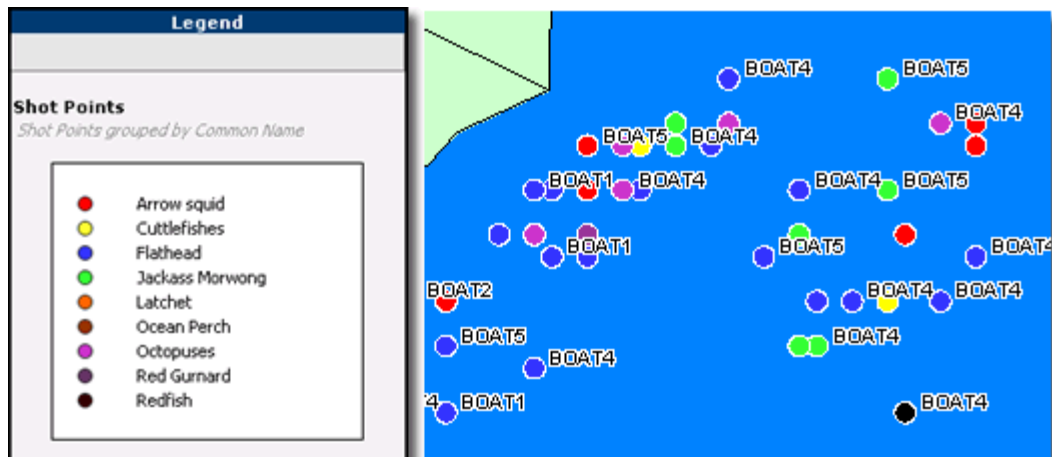 Legend
Shot Points
Shot Points grouped by Common Name
Arrow squid
Cuttlefishes
Flathead
Jackass Morwong
Latchet
Ocean Perch
Octopuses
Red Gurnard
Redfish
BOAT4
BOAT5
BOAT4
BOAT5
BOAT4
BOAT1
BOAT4
BOAT4
BOAT5
BOAT1
BOAT5
BOAT4
BOAT2
BOAT4
BOAT4
BOAT5
BOAT4
BOAT4
T4
BOAT1
BOAT4